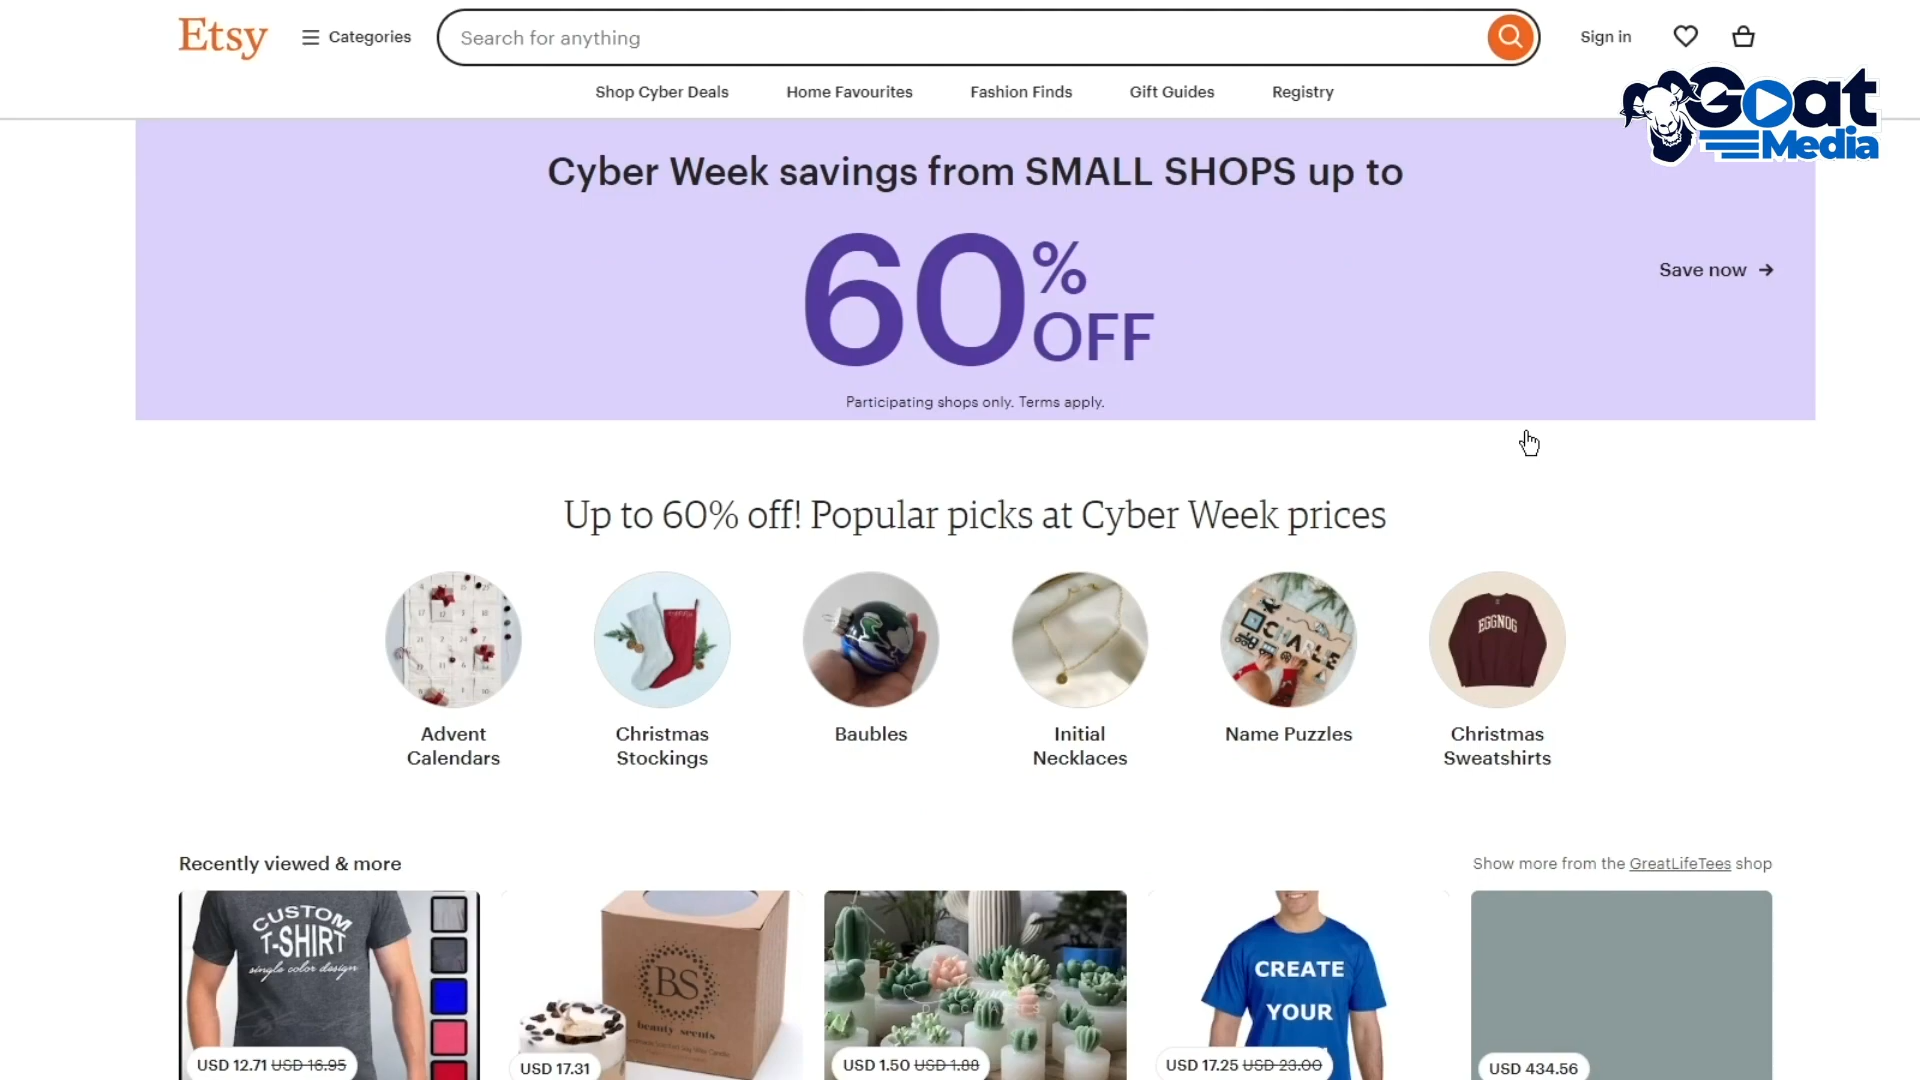 Etsy
Categories
Search for anything
Sign in
Shop Cyber Deals
Home Favourites
Fashion Finds
Gift Guides
Registry
Goat
Media
Cyber Week savings from SMALL SHOPS up to
60% OFF
Save now →
Participating shops only. Terms apply.
Up to 60% off! Popular picks at Cyber Week prices
CHARLIE
EGGNOG
Advent
Calendars
Christmas
Stockings
Baubles
Initial
Necklaces
Name Puzzles
Christmas
Sweatshirts
Recently viewed & more
Show more from the GreatLifeTees shop
CUSTOM
T-SHIRT
single color design
BS
beauty scents
CREATE
YOUR
USD 12.71 USD 16.95
USD 17.31
USD 1.50 USD 1.88
USD 17.25 USD 23.00
USD 434.56